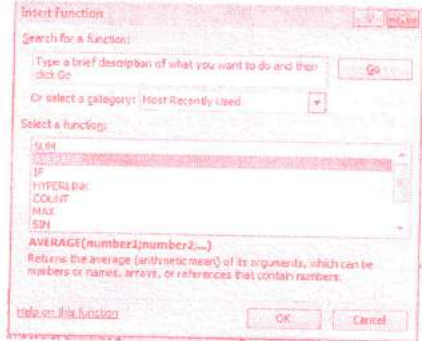 Insert Function
Search for a function:
Type a brief description of what you want to do and then
click Go
Go
Or select a category: Most Recently Used
Select a function:
SUM
AVERAGE
IF
HYPERLINK
COUNT
MAX
SIN
AVERAGE(number1;number2;...)
Returns the average (arithmetic mean) of its arguments, which can be
numbers or names, arrays, or references that contain numbers.
Help on this function
OK
Cancel